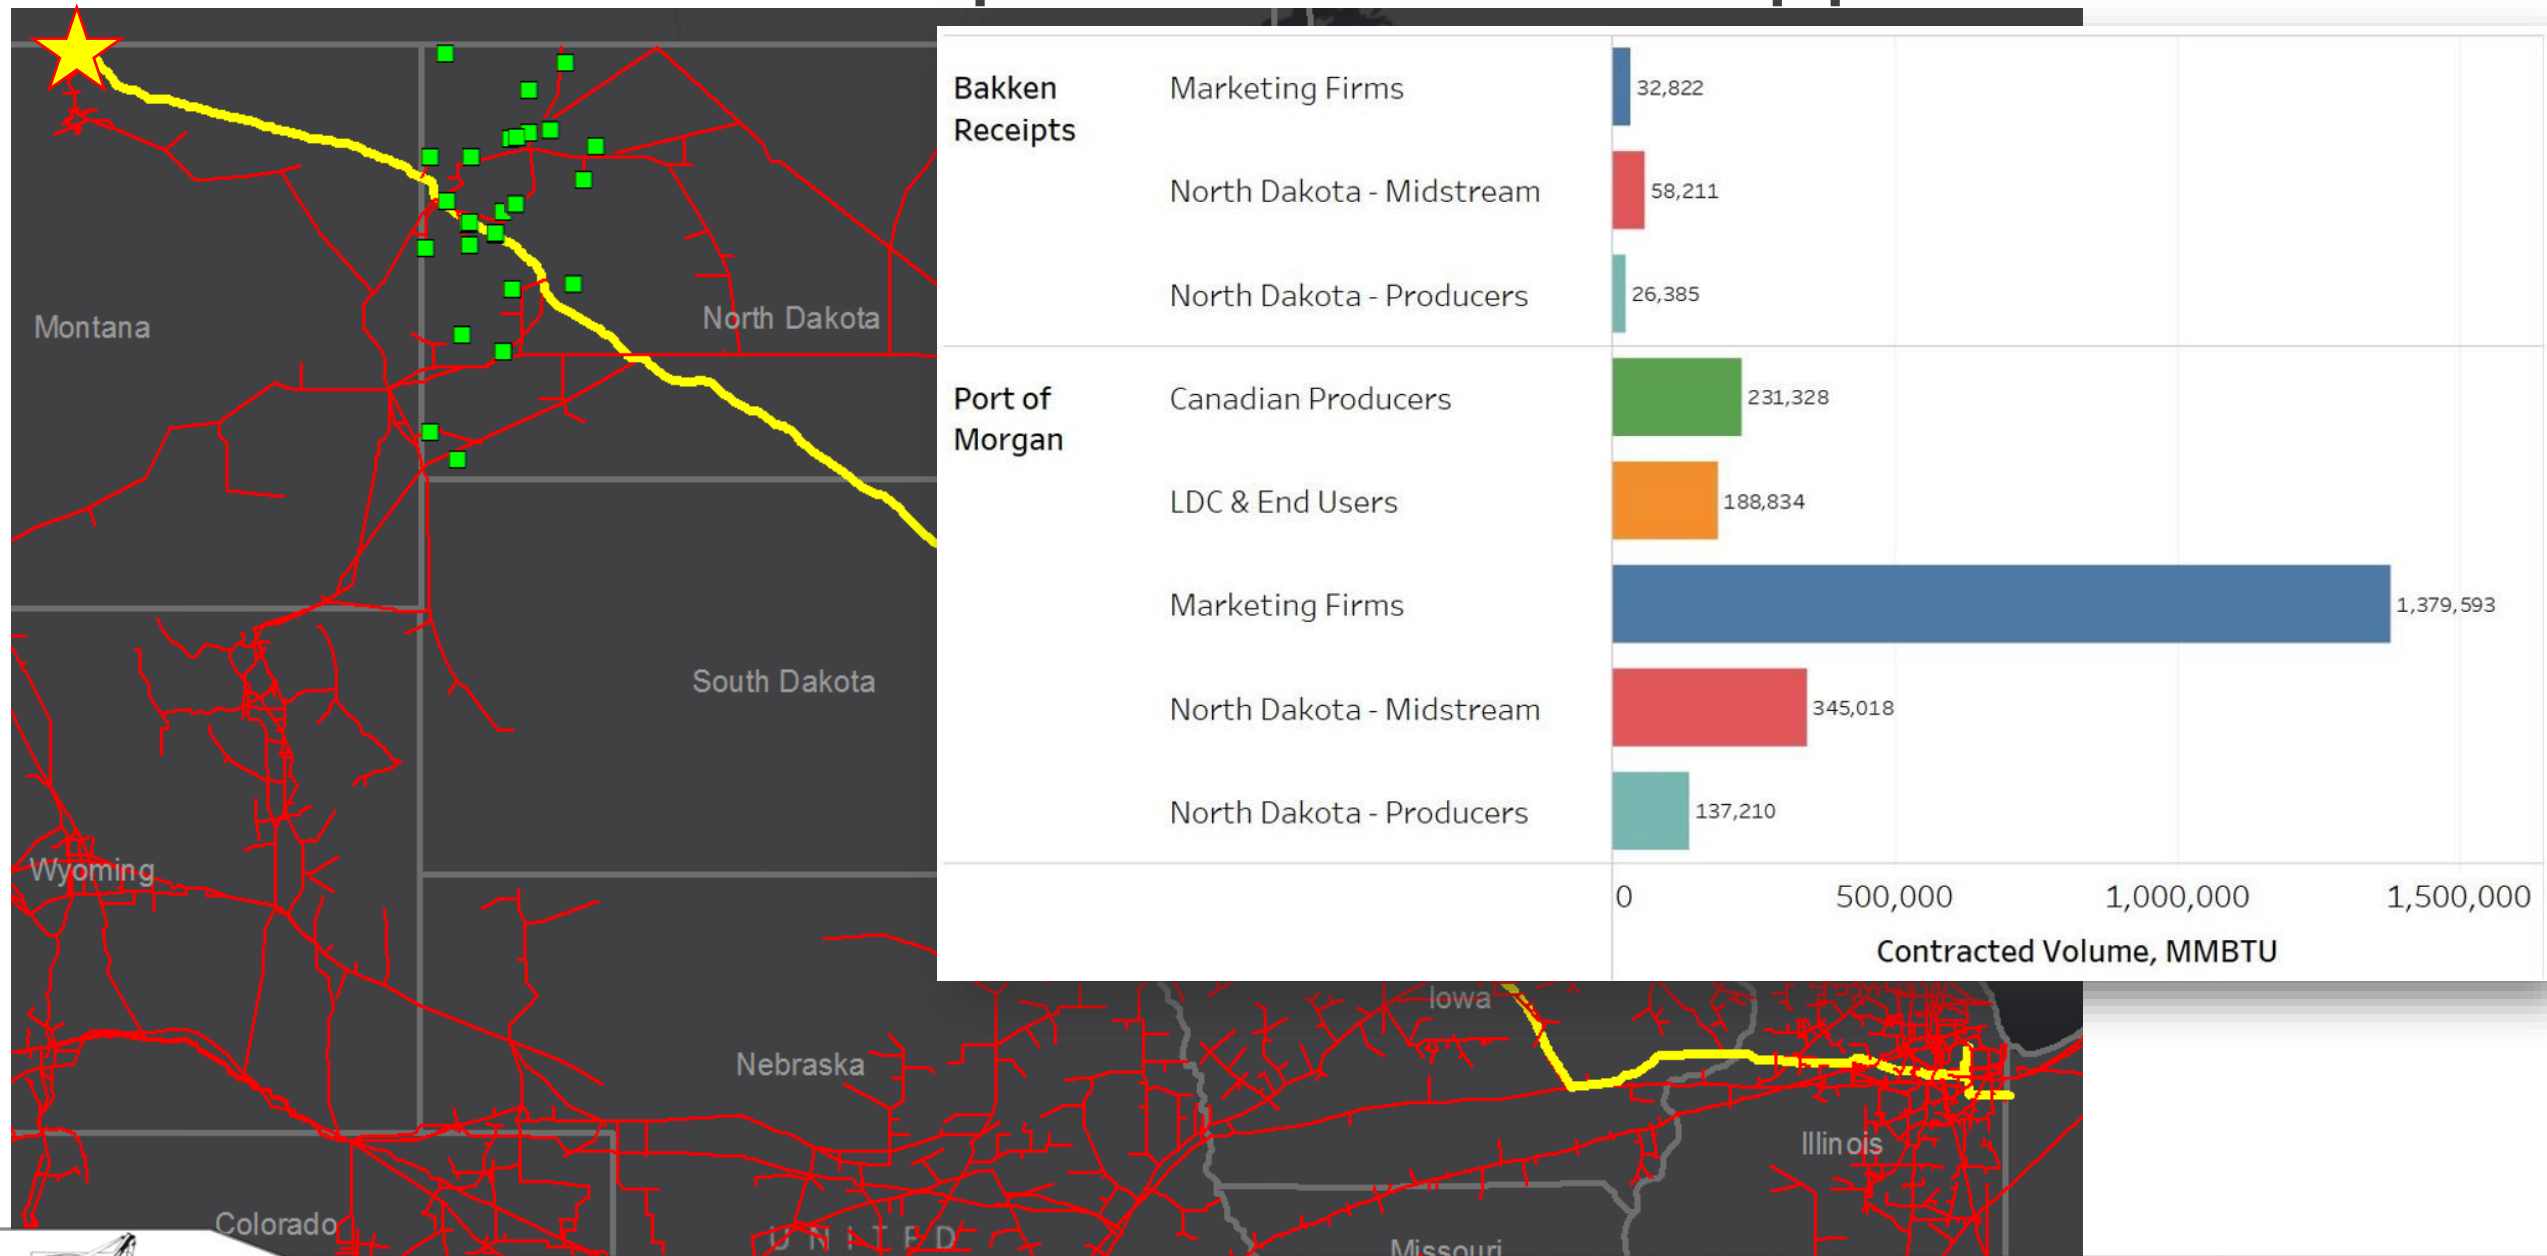 Bakken
Receipts
Marketing Firms
32,822
North Dakota - Midstream
58,211
North Dakota - Producers
26,385
Port of
Morgan
Canadian Producers
231,328
LDC & End Users
188,834
Marketing Firms
1,379,593
North Dakota - Midstream
345,018
North Dakota - Producers
137,210
0
500,000
1,000,000
1,500,000
Contracted Volume, MMBTU
Montana
North Dakota
South Dakota
Wyoming
Iowa
Nebraska
Illinois
Colorado
UNITED
Missouri